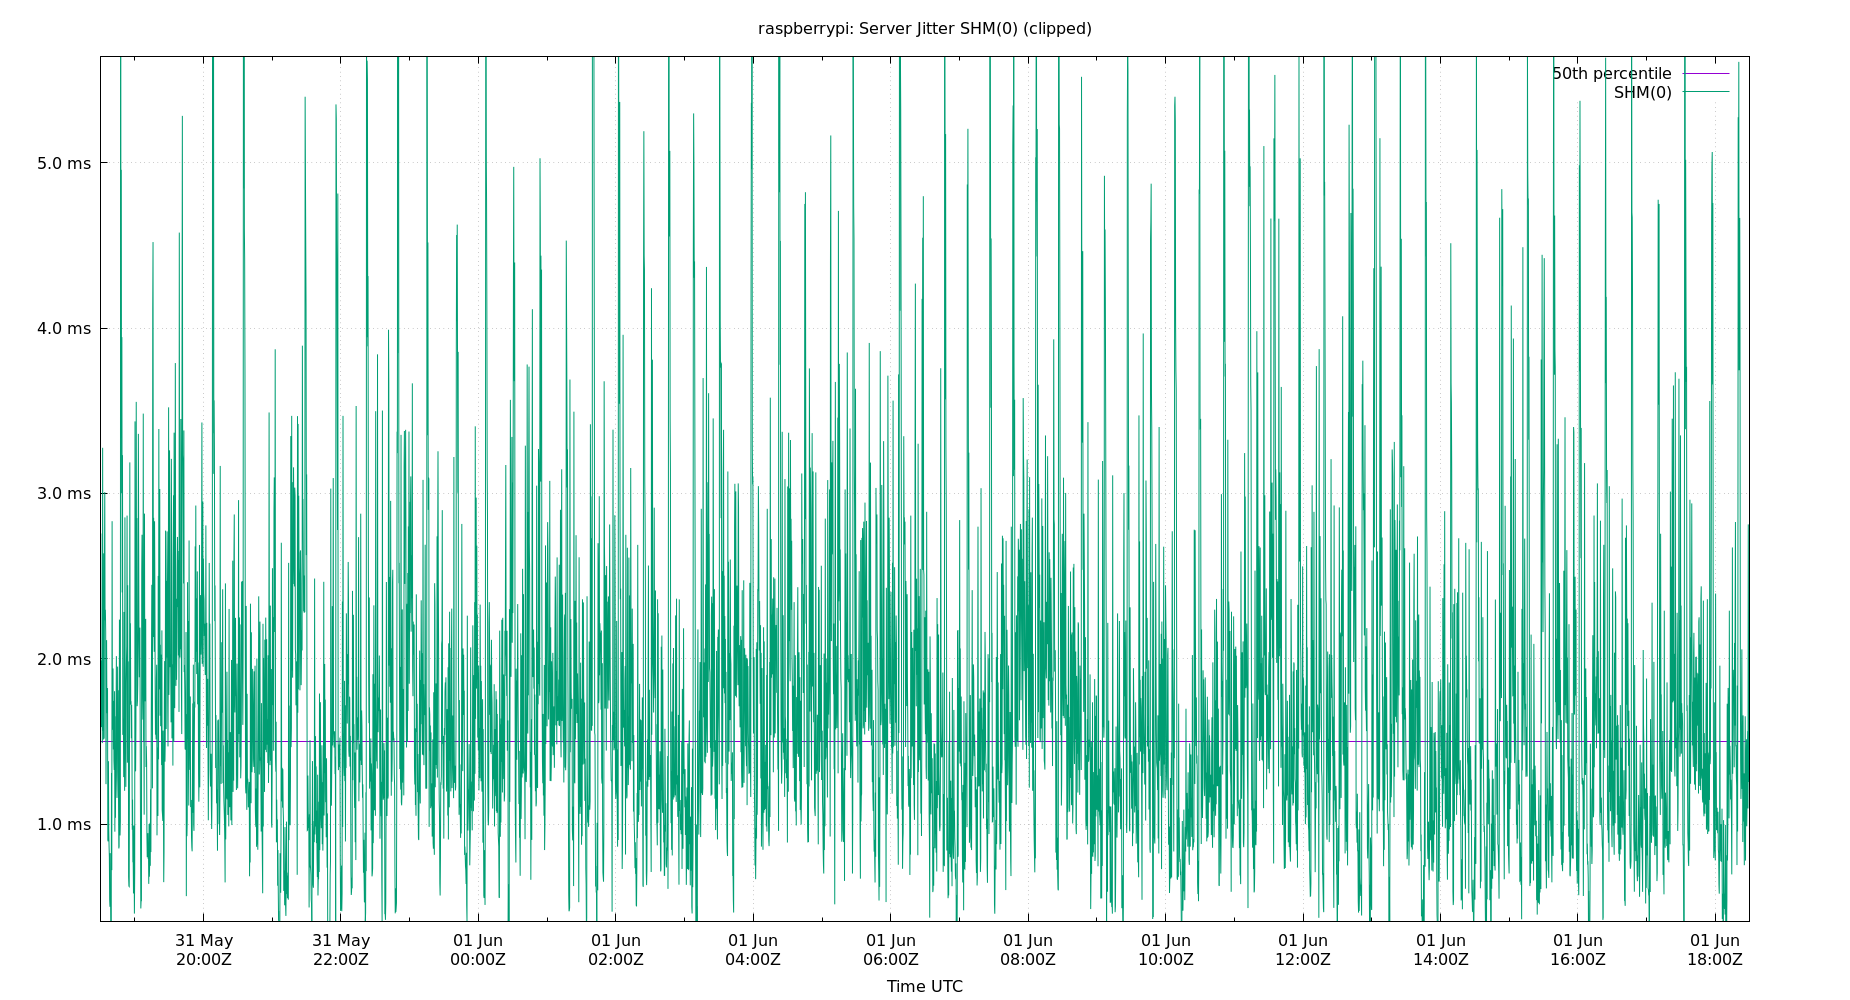 raspberrypi: Server Jitter SHM(0) (clipped)
50th percentile
SHM(0)
5.0 ms
4.0 ms
3.0 ms
2.0 ms
1.0 ms
31 May 31 May 01 Jun 01 Jun 01 Jun 01 Jun 01 Jun 01 Jun 01 Jun 01 Jun 01 Jun 01 Jun
20:00Z 22:00Z 00:00Z 02:00Z 04:00Z 06:00Z 08:00Z 10:00Z 12:00Z 14:00Z 16:00Z 18:00Z
Time UTC